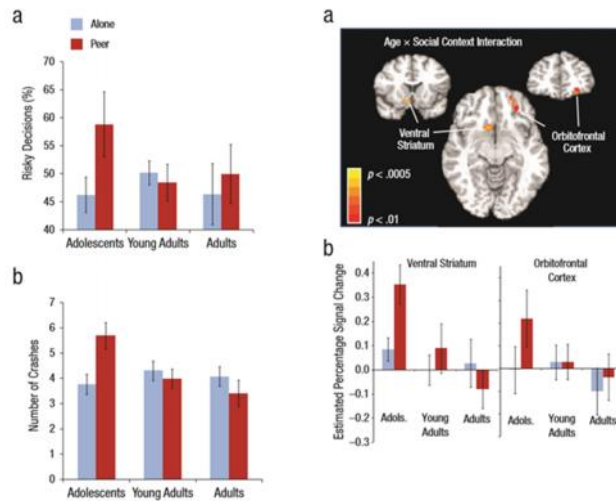 a
Alone
Peer
Risky Decisions (%)
70
65
60
55
50
45
40
Adolescents Young Adults Adults
b
Number of Crashes
7
6
5
4
3
2
1
0
Adolescents Young Adults Adults
a
Age × Social Context Interaction
Ventral
Striatum
Orbitofrontal
Cortex
p < .0005
p < .01
b
Ventral Striatum
Orbitofrontal
Cortex
Estimated Percentage Signal Change
0.4
0.3
0.2
0.1
0.0
−0.1
−0.2
−0.3
Adols. Young Adults Adols. Young Adults
Adults Adults